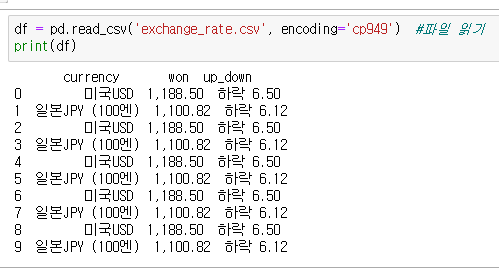 df = pd.read_csv('exchange_rate.csv', encoding='cp949')  #파일 읽기
print(df)
currency won up_down
0 미국USD 1,188.50 하락 6.50
1 일본JPY (100엔) 1,100.82 하락 6.12
2 미국USD 1,188.50 하락 6.50
3 일본JPY (100엔) 1,100.82 하락 6.12
4 미국USD 1,188.50 하락 6.50
5 일본JPY (100엔) 1,100.82 하락 6.12
6 미국USD 1,188.50 하락 6.50
7 일본JPY (100엔) 1,100.82 하락 6.12
8 미국USD 1,188.50 하락 6.50
9 일본JPY (100엔) 1,100.82 하락 6.12